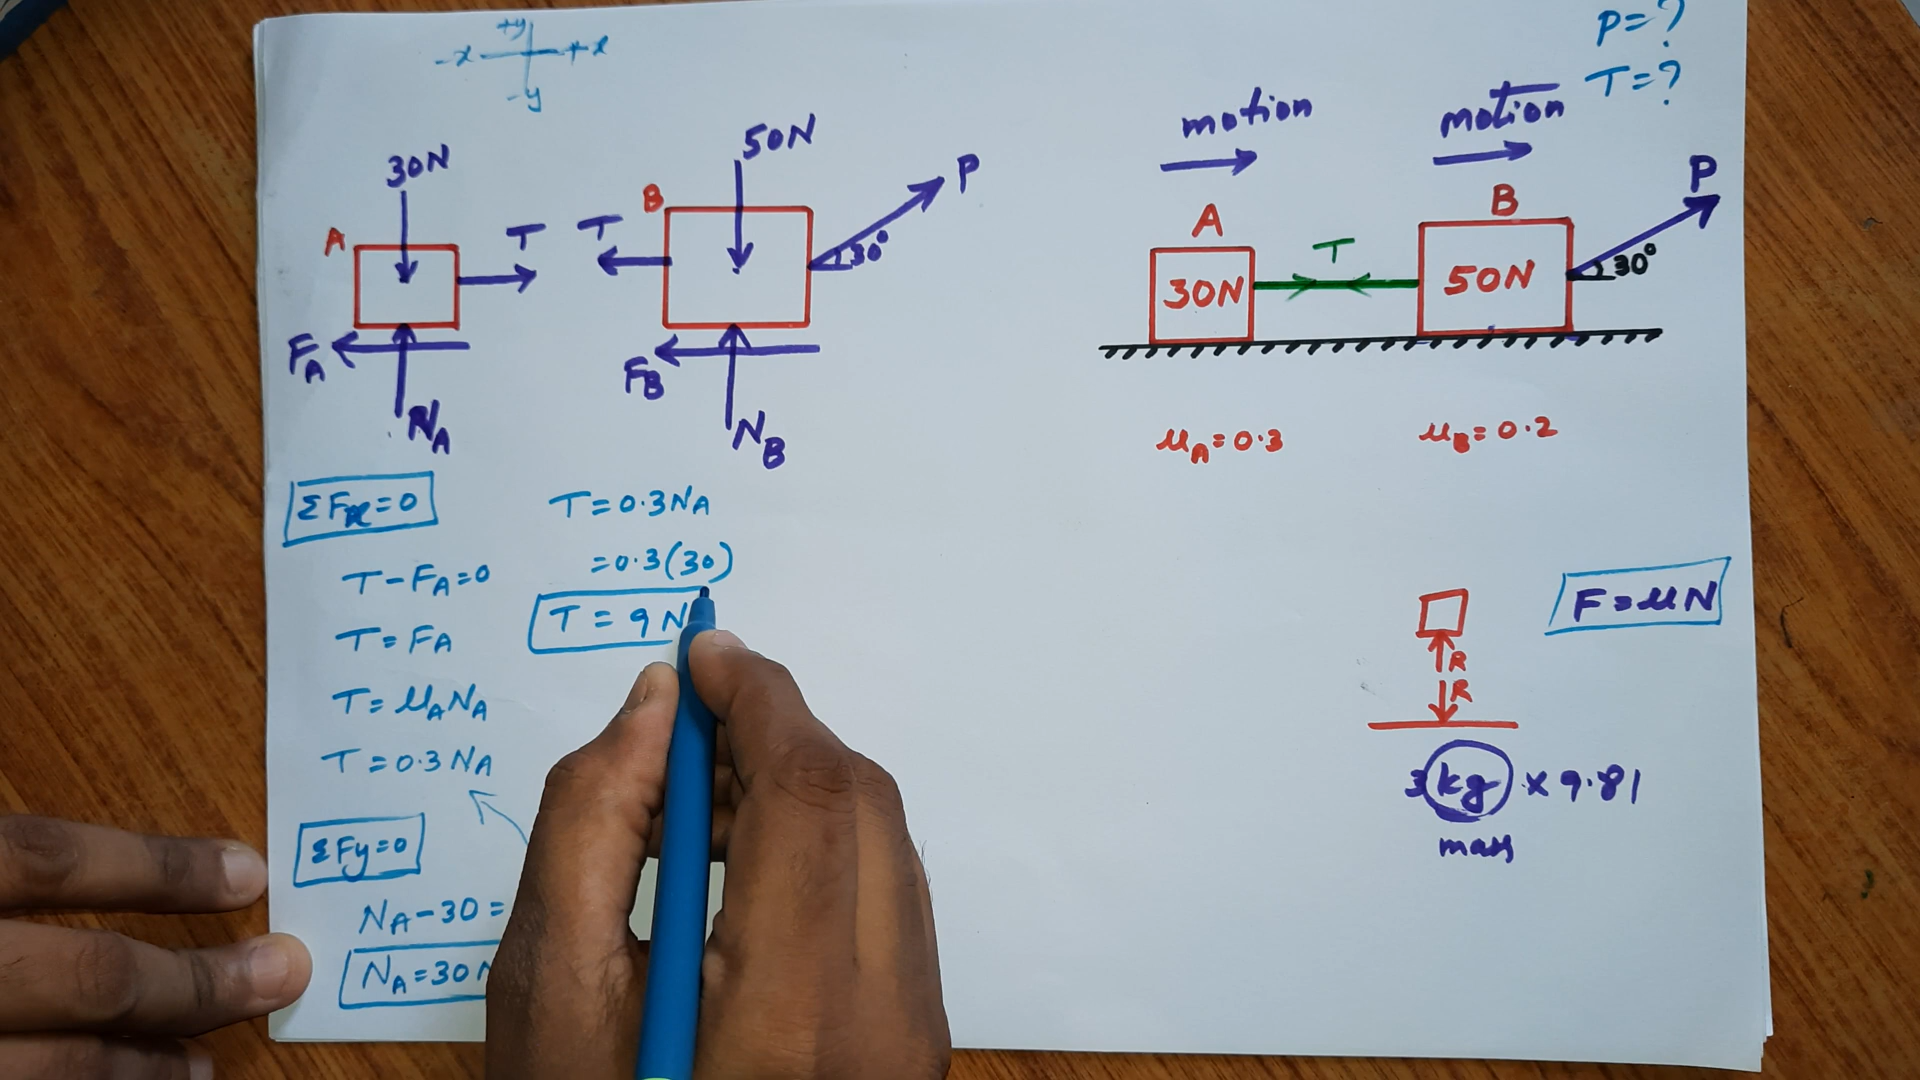 +y
-x +x
-y
P=?
T=?
motion
motion
30N
50N
P
A
T
T
B
30°
FA
NA
FB
NB
A
B
P
T
30N
50N
30°
μA=0.3
μB=0.2
ΣFx=0
T-FA=0
T=FA
T=μANA
T=0.3NA
ΣFy=0
NA-30=
NA=30N
T=0.3NA
=0.3(30)
T=9N
F=μN
R
R
3kg×9.81
mass